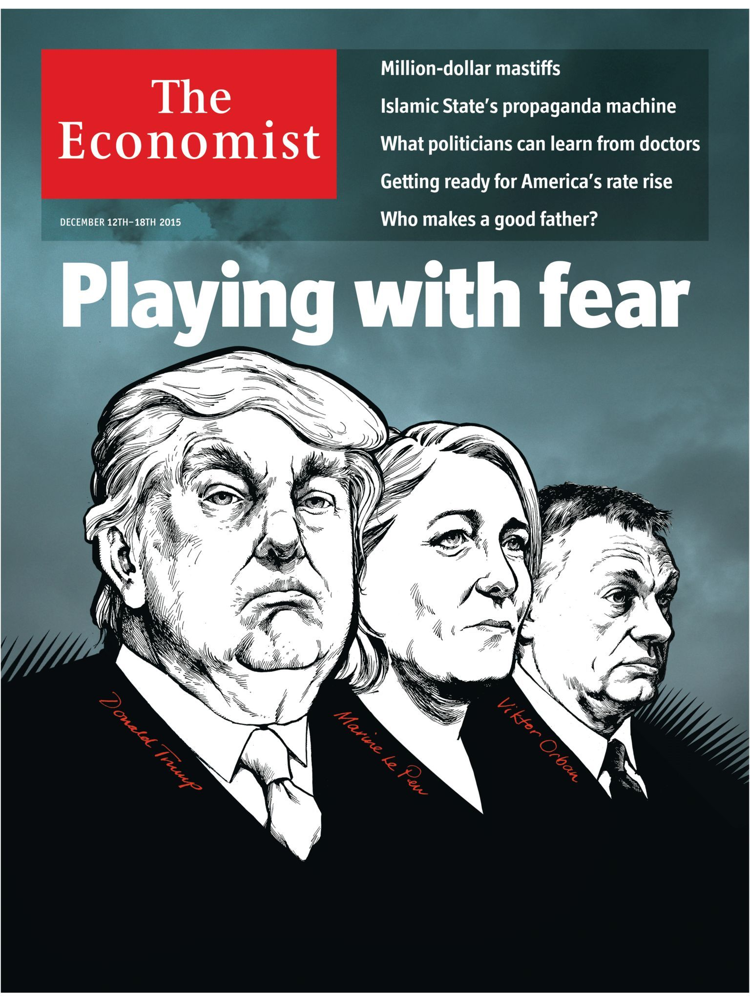 The
Economist
DECEMBER 12TH–18TH 2015
Million-dollar mastiffs
Islamic State's propaganda machine
What politicians can learn from doctors
Getting ready for America's rate rise
Who makes a good father?
Playing with fear
Donald Trump
Marine Le Pen
Viktor Orban